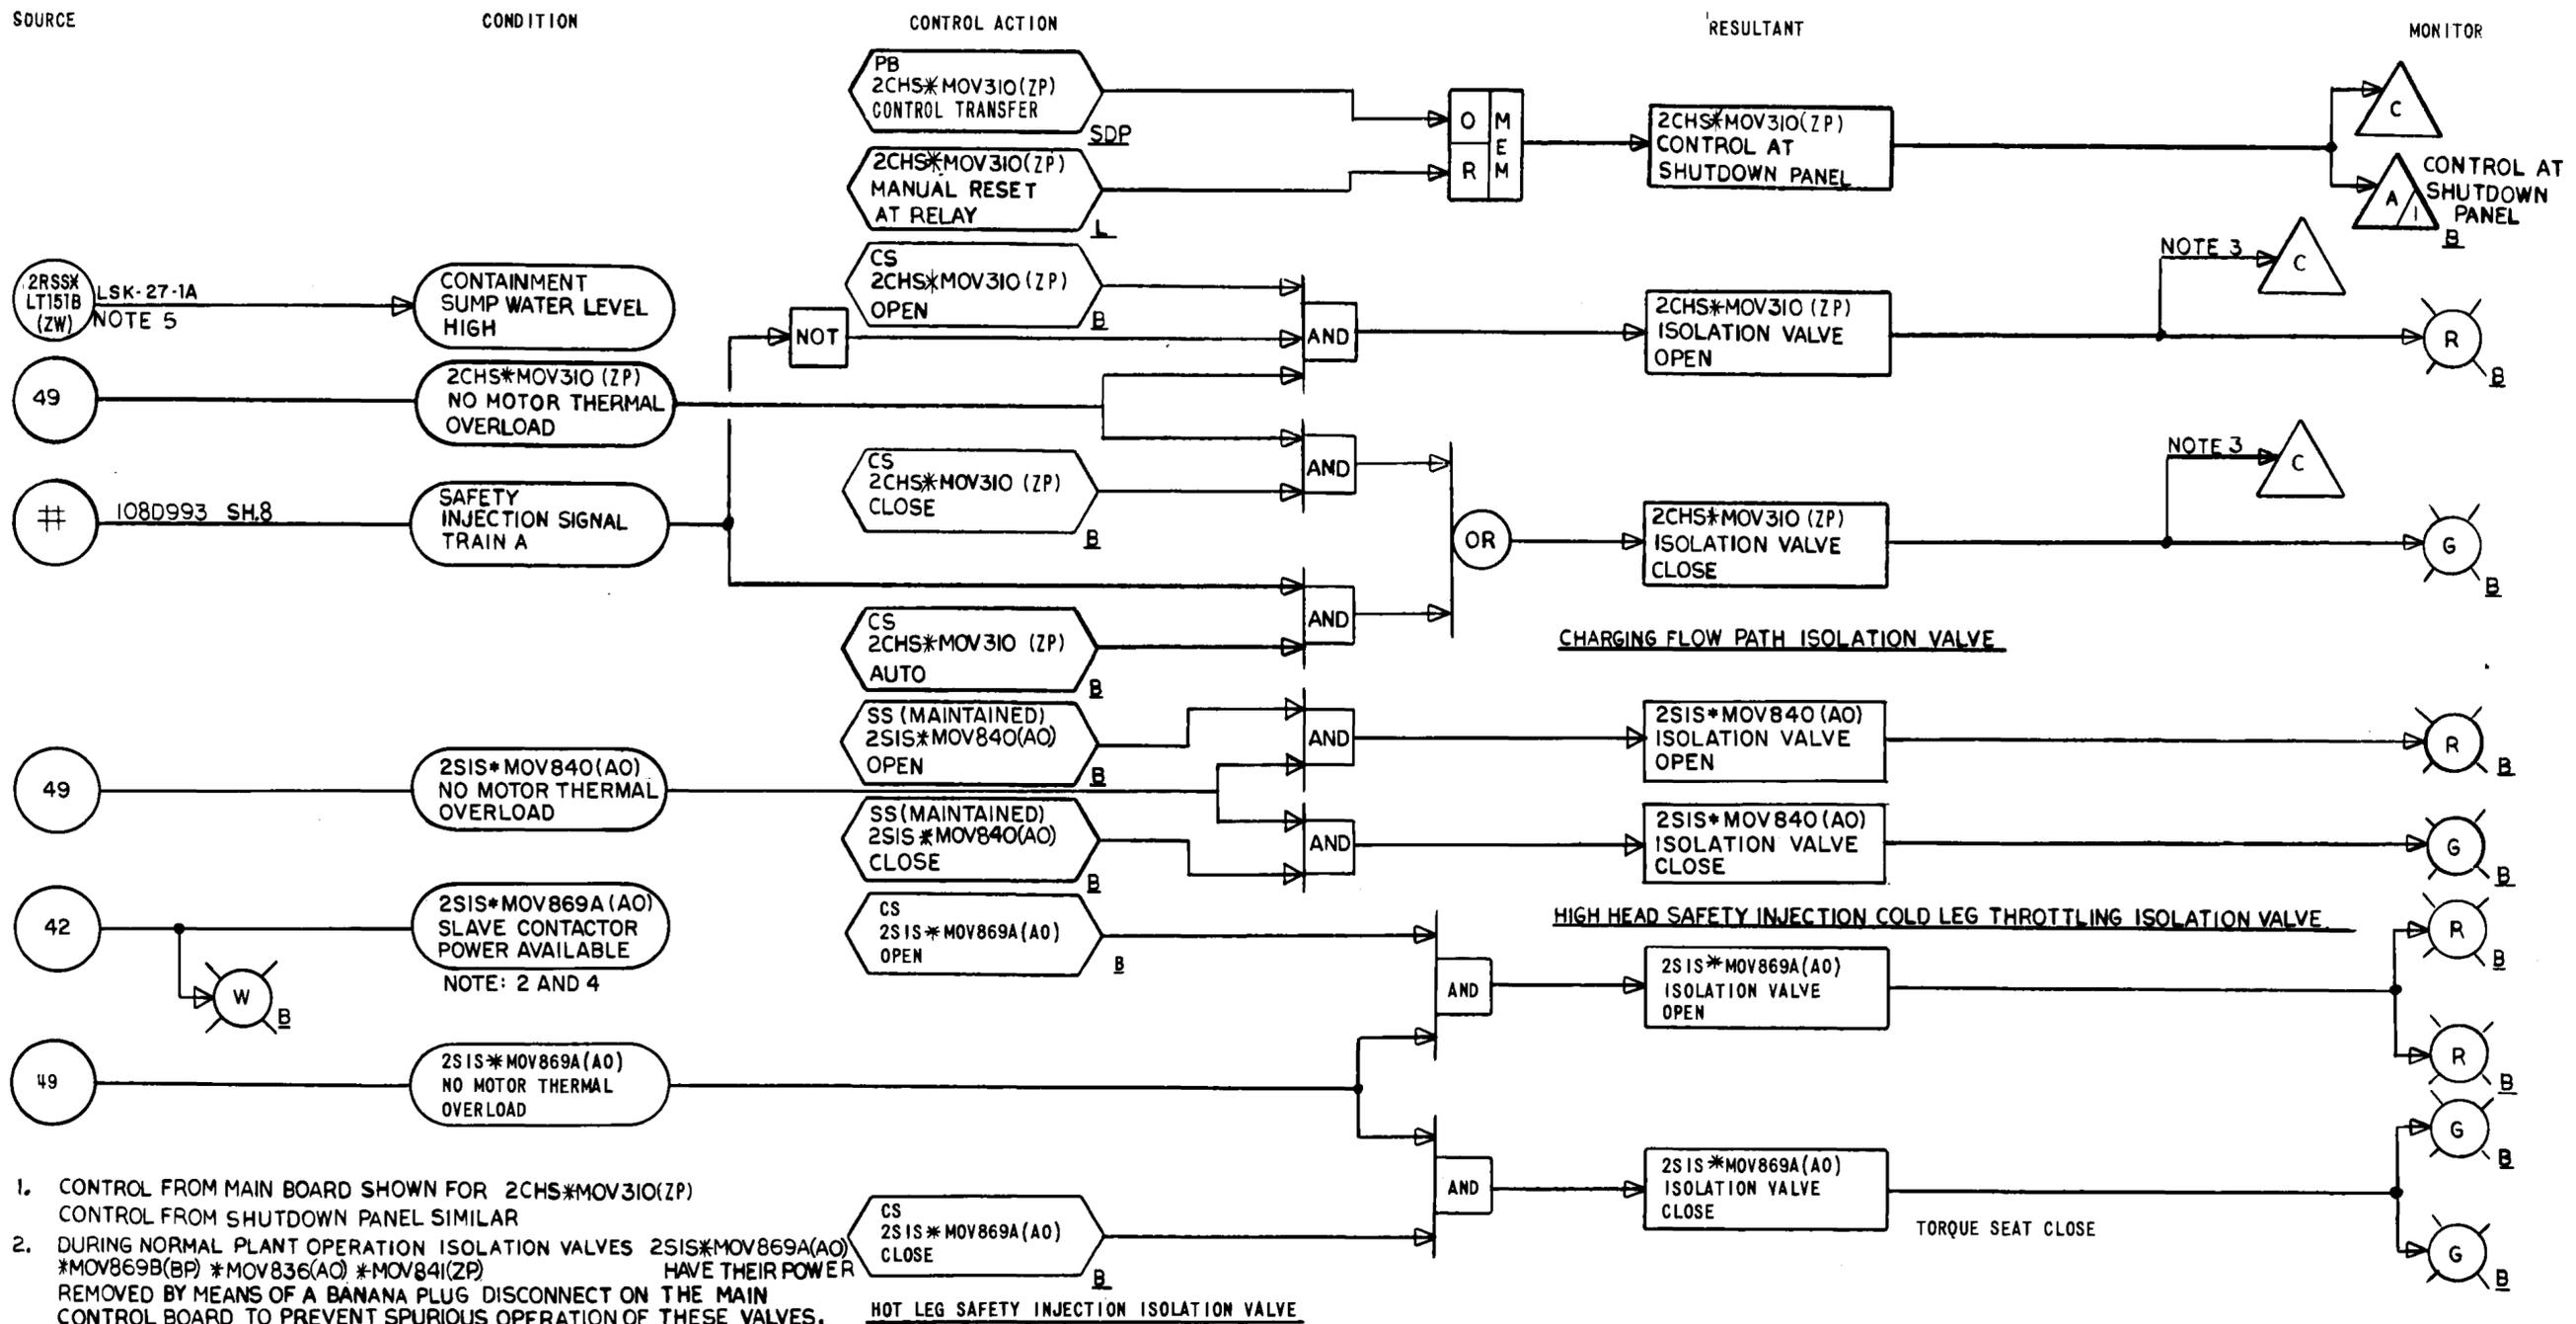 SOURCE
CONDITION
CONTROL ACTION
RESULTANT
MONITOR
PB
2CHS*MOV310(ZP)
CONTROL TRANSFER
SDP
2CHS*MOV310(ZP)
MANUAL RESET
AT RELAY
L
O
R
M
E
M
2CHS*MOV310(ZP)
CONTROL AT
SHUTDOWN PANEL
C
A
1
CONTROL AT
SHUTDOWN
PANEL
B
2RSS*
LT151B
(ZW)
LSK-27-1A
NOTE 5
CONTAINMENT
SUMP WATER LEVEL
HIGH
CS
2CHS*MOV310(ZP)
OPEN
B
NOT
AND
2CHS*MOV310 (ZP)
ISOLATION VALVE
OPEN
NOTE 3
C
R
B
49
2CHS*MOV310 (ZP)
NO MOTOR THERMAL
OVERLOAD
AND
CS
2CHS*MOV310 (ZP)
CLOSE
B
#
108D993 SH.8
SAFETY
INJECTION SIGNAL
TRAIN A
OR
2CHS*MOV310 (ZP)
ISOLATION VALVE
CLOSE
NOTE 3
C
G
B
AND
CS
2CHS*MOV310 (ZP)
AUTO
B
CHARGING FLOW PATH ISOLATION VALVE
SS (MAINTAINED)
2SIS*MOV840(AO)
OPEN
B
AND
2SIS*MOV840(AO)
ISOLATION VALVE
OPEN
R
B
49
2SIS*MOV840(AO)
NO MOTOR THERMAL
OVERLOAD
SS(MAINTAINED)
2SIS*MOV840(AO)
CLOSE
B
AND
2SIS*MOV840(AO)
ISOLATION VALVE
CLOSE
G
B
HIGH HEAD SAFETY INJECTION COLD LEG THROTTLING ISOLATION VALVE
42
W
B
2SIS*MOV869A(AO)
SLAVE CONTACTOR
POWER AVAILABLE
NOTE: 2 AND 4
CS
2SIS*MOV869A(AO)
OPEN
B
AND
2SIS*MOV869A(AO)
ISOLATION VALVE
OPEN
R
B
R
B
49
2SIS*MOV869A(AO)
NO MOTOR THERMAL
OVERLOAD
AND
2SIS*MOV869A(AO)
ISOLATION VALVE
CLOSE
TORQUE SEAT CLOSE
G
B
G
B
CS
2SIS*MOV869A(AO)
CLOSE
B
HOT LEG SAFETY INJECTION ISOLATION VALVE
1. CONTROL FROM MAIN BOARD SHOWN FOR 2CHS*MOV310(ZP)
CONTROL FROM SHUTDOWN PANEL SIMILAR
2. DURING NORMAL PLANT OPERATION ISOLATION VALVES 2SIS*MOV869A(AO)
*MOV869B(BP) *MOV836(AO) *MOV841(ZP) HAVE THEIR POWER
REMOVED BY MEANS OF A BANANA PLUG DISCONNECT ON THE MAIN
CONTROL BOARD TO PREVENT SPURIOUS OPERATION OF THESE VALVES.